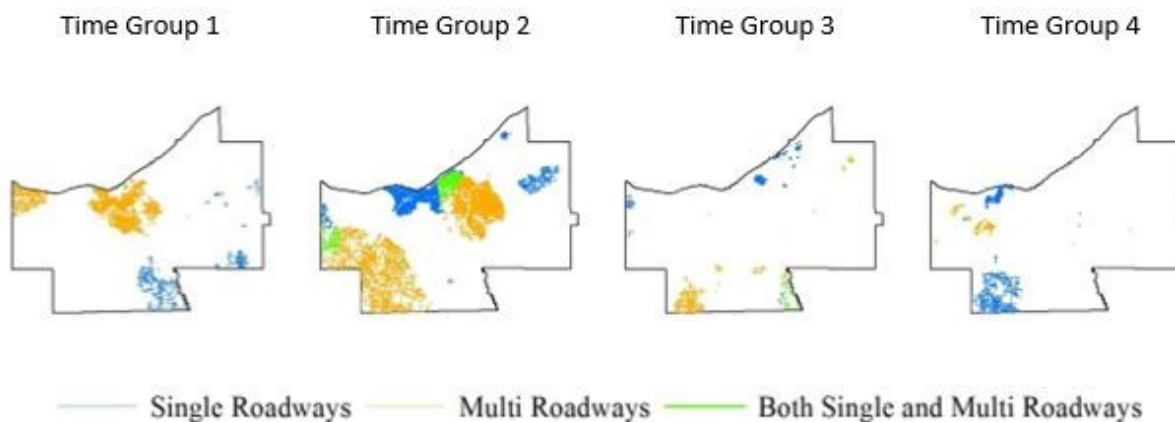 Time Group 1 Time Group 2 Time Group 3 Time Group 4
Single Roadways Multi Roadways Both Single and Multi Roadways